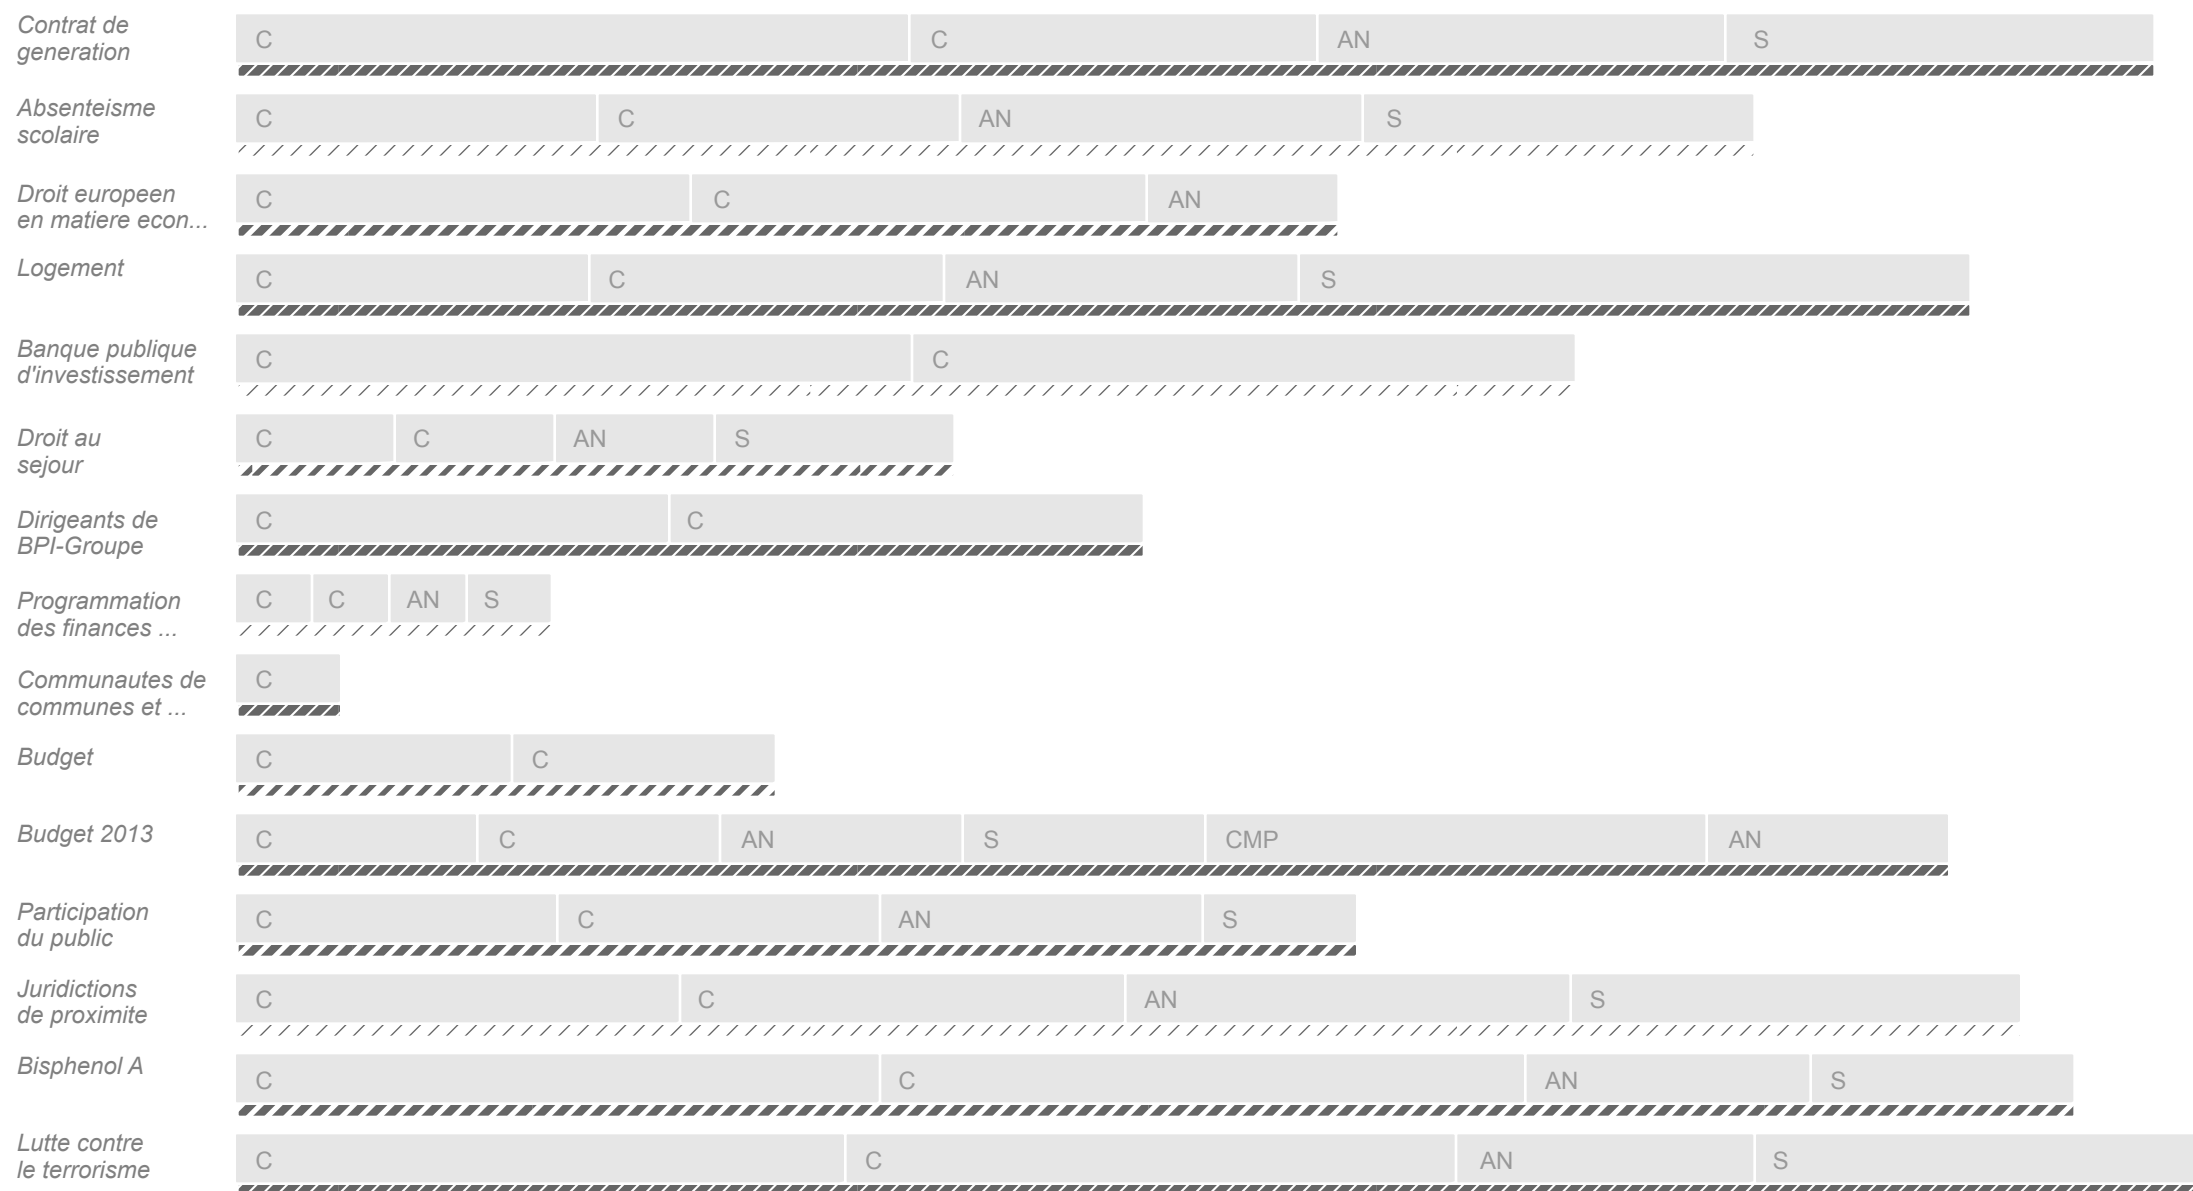 Contrat de
generation
C C AN S
Absenteisme
scolaire
C C AN S
Droit europeen
en matiere econ...
C C AN
Logement
C C AN S
Banque publique
d'investissement
C C
Droit au
sejour
C C AN S
Dirigeants de
BPI-Groupe
C C
Programmation
des finances ...
C C AN S
Communautes de
communes et ...
C
Budget
C C
Budget 2013
C C AN S CMP AN
Participation
du public
C C AN S
Juridictions
de proximite
C C AN S
Bisphenol A
C C AN S
Lutte contre
le terrorisme
C C AN S